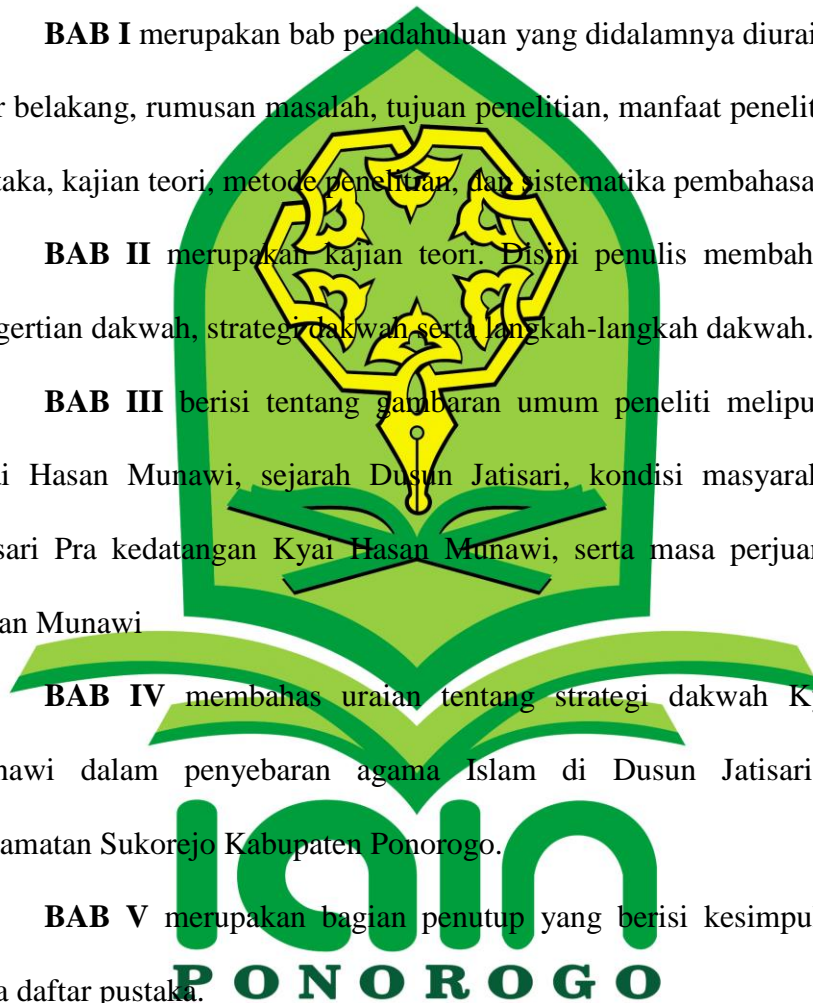 BAB I merupakan bab pendahuluan yang didalamnya diurai
r belakang, rumusan masalah, tujuan penelitian, manfaat penelit
taka, kajian teori, metode penelitian, dan sistematika pembahasa
BAB II merupakan kajian teori. Disini penulis membah
gertian dakwah, strategi dakwah serta langkah-langkah dakwah.
BAB III berisi tentang gambaran umum peneliti melipu
i Hasan Munawi, sejarah Dusun Jatisari, kondisi masyarak
sari Pra kedatangan Kyai Hasan Munawi, serta masa perjuan
an Munawi
BAB IV membahas uraian tentang strategi dakwah K
nawi dalam penyebaran agama Islam di Dusun Jatisari
amatan Sukorejo Kabupaten Ponorogo.
iain
BAB V merupakan bagian penutup yang berisi kesimpul
a daftar pustaka.
PONOROGO